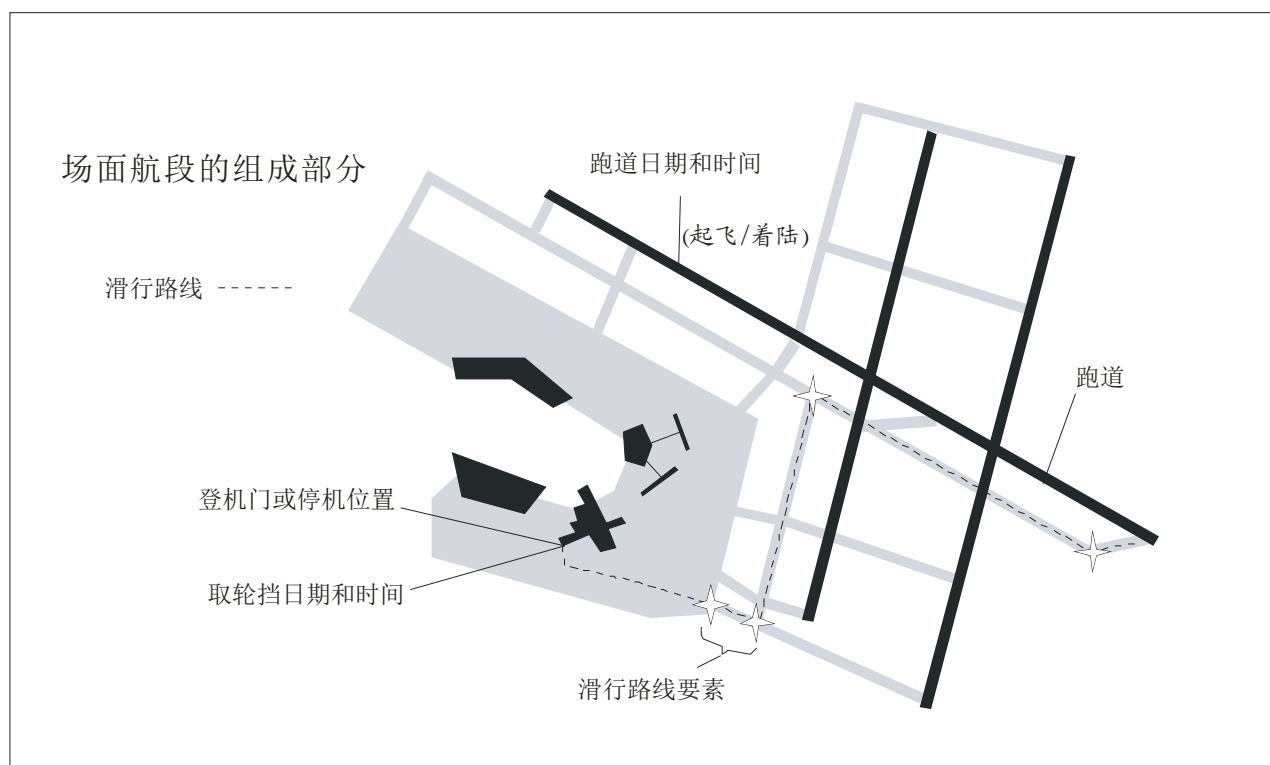 场面航段的组成部分
跑道日期和时间
(起飞/着陆)
滑行路线
跑道
登机门或停机位置
取轮挡日期和时间
滑行路线要素